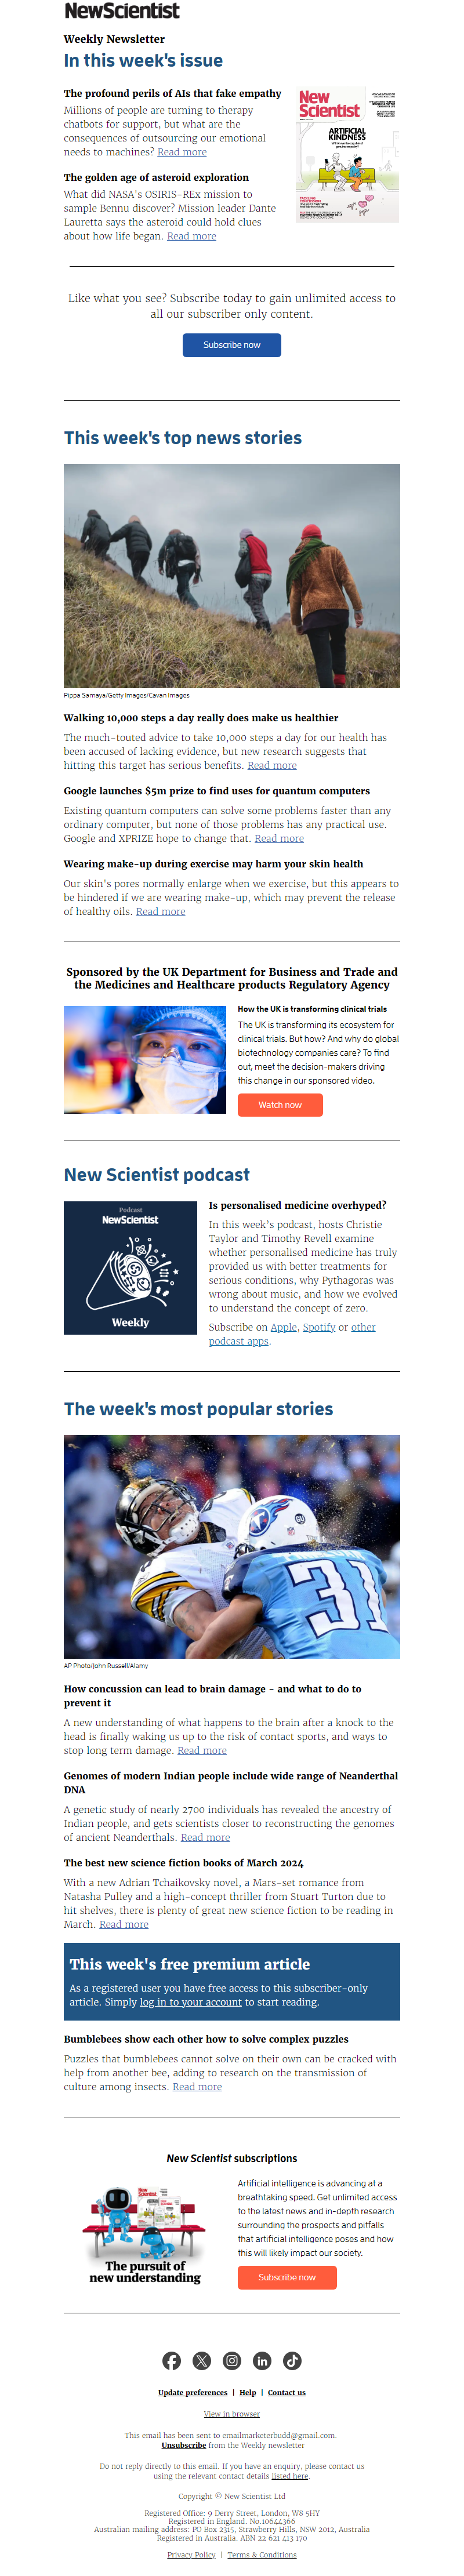 NewScientist
Weekly Newsletter
In this week's issue
The profound perils of AIs that fake empathy
Millions of people are turning to therapy
chatbots for support, but what are the
consequences of outsourcing our emotional
needs to machines? Read more
New
Scientist
ARTIFICIAL
KINDNESS
The golden age of asteroid exploration
What did NASA's OSIRIS-REx mission to
sample Bennu discover? Mission leader Dante
Lauretta says the asteroid could hold clues
about how life began. Read more
Like what you see? Subscribe today to gain unlimited access to
all our subscriber only content.
Subscribe now
This week's top news stories
Pippa Samaya/Getty Images/Cavan Images
Walking 10,000 steps a day really does make us healthier
The much-touted advice to take 10,000 steps a day for our health has
been accused of lacking evidence, but new research suggests that
hitting this target has serious benefits. Read more
Google launches $5m prize to find uses for quantum computers
Existing quantum computers can solve some problems faster than any
ordinary computer, but none of those problems has any practical use.
Google and XPRIZE hope to change that. Read more
Wearing make-up during exercise may harm your skin health
Our skin's pores normally enlarge when we exercise, but this appears to
be hindered if we are wearing make-up, which may prevent the release
of healthy oils. Read more
Sponsored by the UK Department for Business and Trade and
the Medicines and Healthcare products Regulatory Agency
How the UK is transforming clinical trials
The UK is transforming its ecosystem for
clinical trials. But how? And why do global
biotechnology companies care? To find
out, meet the decision-makers driving
this change in our sponsored video.
Watch now
New Scientist podcast
Podcast
NewScientist
Weekly
Is personalised medicine overhyped?
In this week's podcast, hosts Christie
Taylor and Timothy Revell examine
whether personalised medicine has truly
provided us with better treatments for
serious conditions, why Pythagoras was
wrong about music, and how we evolved
to understand the concept of zero.
Subscribe on Apple, Spotify or other
podcast apps.
The week's most popular stories
31
AP Photo/John Russell/Alamy
How concussion can lead to brain damage - and what to do to
prevent it
A new understanding of what happens to the brain after a knock to the
head is finally waking us up to the risk of contact sports, and ways to
stop long term damage. Read more
Genomes of modern Indian people include wide range of Neanderthal
DNA
A genetic study of nearly 2700 individuals has revealed the ancestry of
Indian people, and gets scientists closer to reconstructing the genomes
of ancient Neanderthals. Read more
The best new science fiction books of March 2024
With a new Adrian Tchaikovsky novel, a Mars-set romance from
Natasha Pulley and a high-concept thriller from Stuart Turton due to
hit shelves, there is plenty of great new science fiction to be reading in
March. Read more
This week's free premium article
As a registered user you have free access to this subscriber-only
article. Simply log in to your account to start reading.
Bumblebees show each other how to solve complex puzzles
Puzzles that bumblebees cannot solve on their own can be cracked with
help from another bee, adding to research on the transmission of
culture among insects. Read more
New Scientist subscriptions
New
Scientist
The pursuit of
new understanding
Artificial intelligence is advancing at a
breathtaking speed. Get unlimited access
to the latest news and in-depth research
surrounding the prospects and pitfalls
that artificial intelligence poses and how
this will likely impact our society.
Subscribe now
Update preferences | Help | Contact us
View in browser
This email has been sent to emailmarketerbudd@gmail.com.
Unsubscribe from the Weekly newsletter
Do not reply directly to this email. If you have an enquiry, please contact us
using the relevant contact details listed here.
Copyright © New Scientist Ltd
Registered Office: 9 Derry Street, London, W8 5HY
Registered in England. No.10644366
Australian mailing address: PO Box 2315, Strawberry Hills, NSW 2012, Australia
Registered in Australia. ABN 22 621 413 170
Privacy Policy | Terms & Conditions